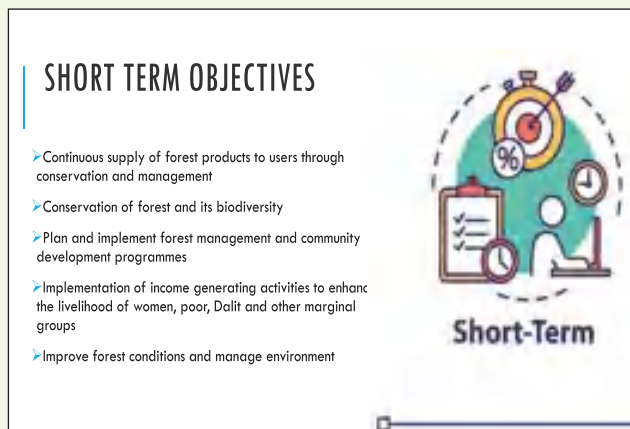 SHORT TERM OBJECTIVES
➢Continuous supply of forest products to users through
conservation and management
➢Conservation of forest and its biodiversity
➢Plan and implement forest management and community
development programmes
➢Implementation of income generating activities to enhanc
the livelihood of women, poor, Dalit and other marginal
groups
➢Improve forest conditions and manage environment
%
Short-Term